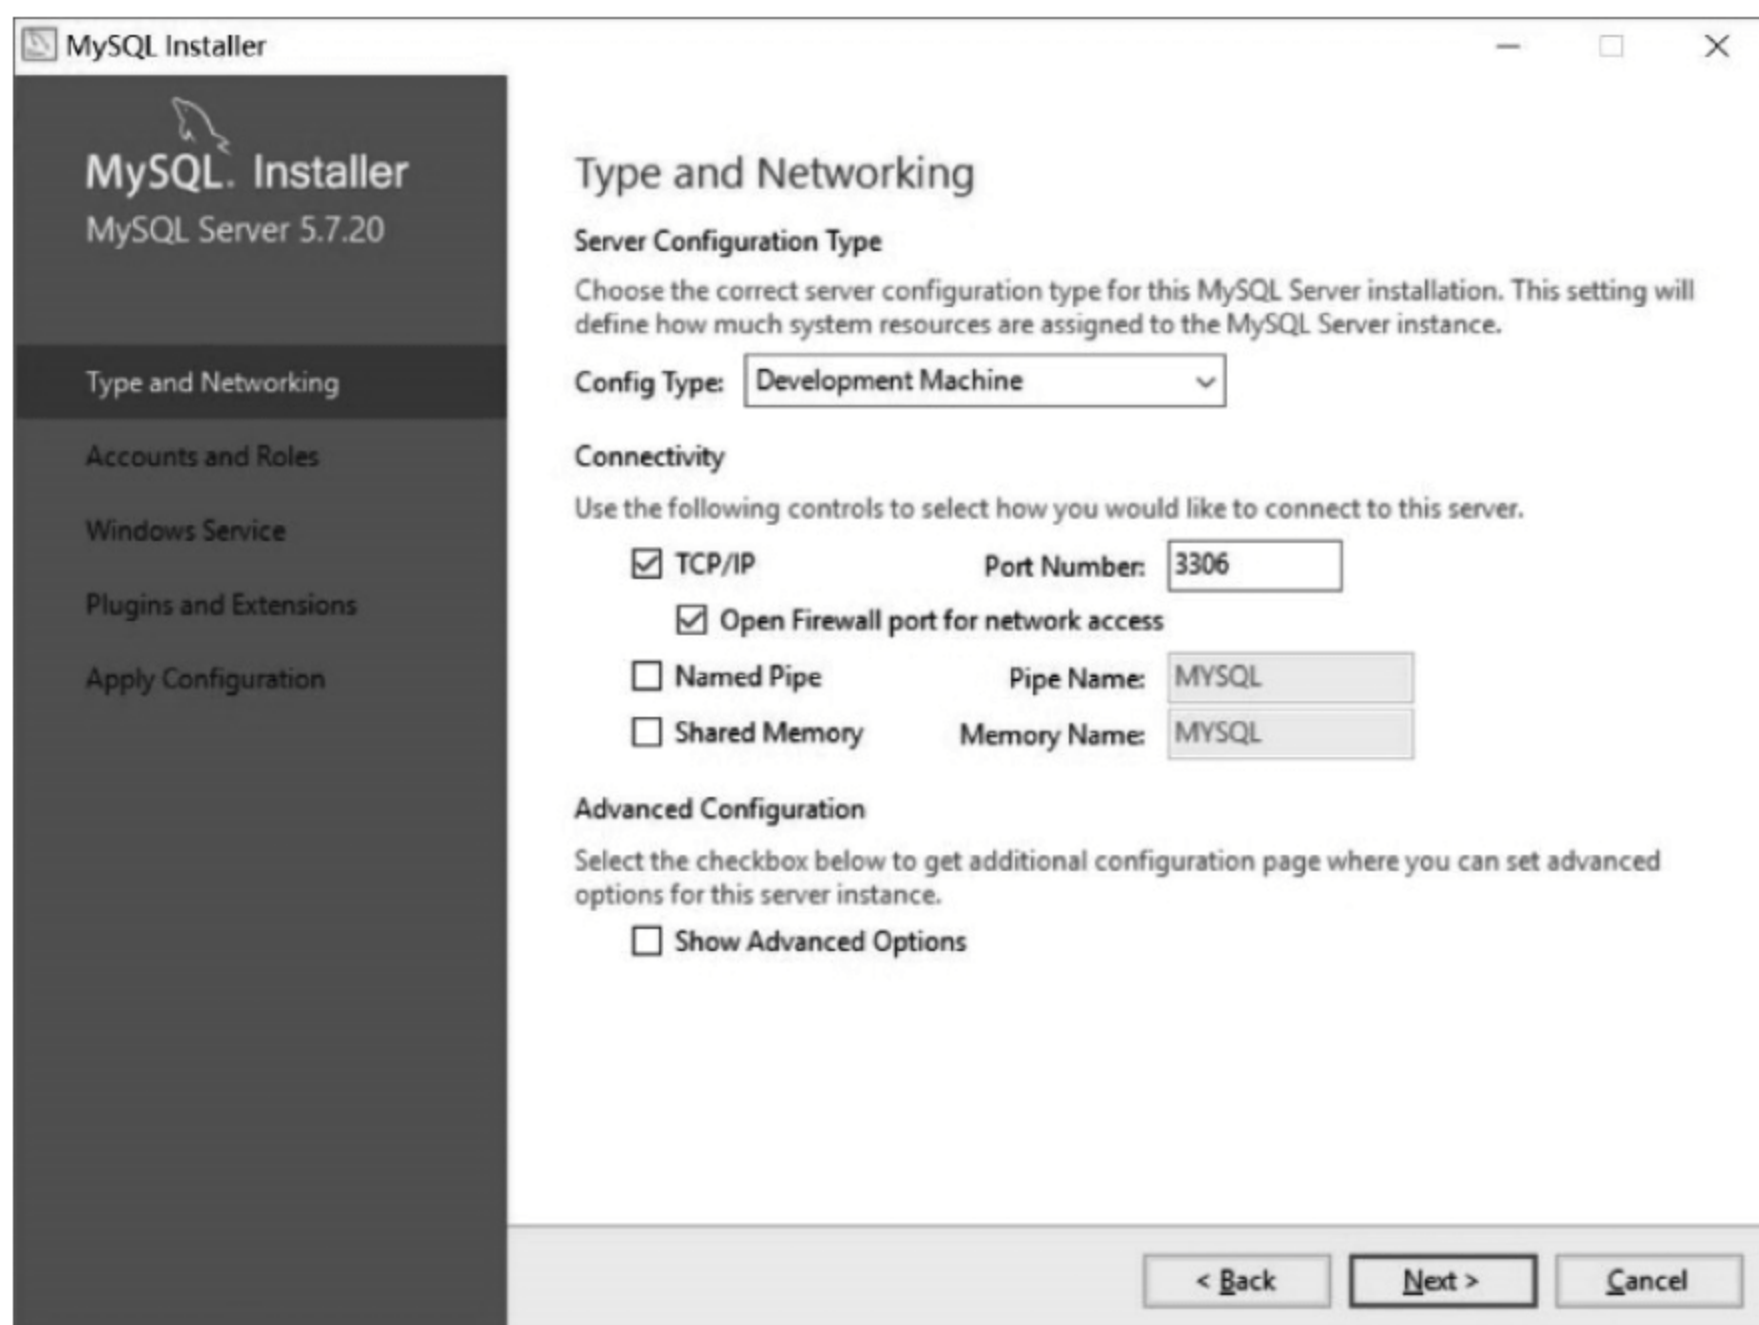 MySQL Installer
MySQL. Installer
MySQL Server 5.7.20
Type and Networking
Accounts and Roles
Windows Service
Plugins and Extensions
Apply Configuration
Type and Networking
Server Configuration Type
Choose the correct server configuration type for this MySQL Server installation. This setting will
define how much system resources are assigned to the MySQL Server instance.
Config Type: Development Machine
Connectivity
Use the following controls to select how you would like to connect to this server.
TCP/IP Port Number: 3306
Open Firewall port for network access
Named Pipe Pipe Name: MYSQL
Shared Memory Memory Name: MYSQL
Advanced Configuration
Select the checkbox below to get additional configuration page where you can set advanced
options for this server instance.
Show Advanced Options
< Back Next > Cancel